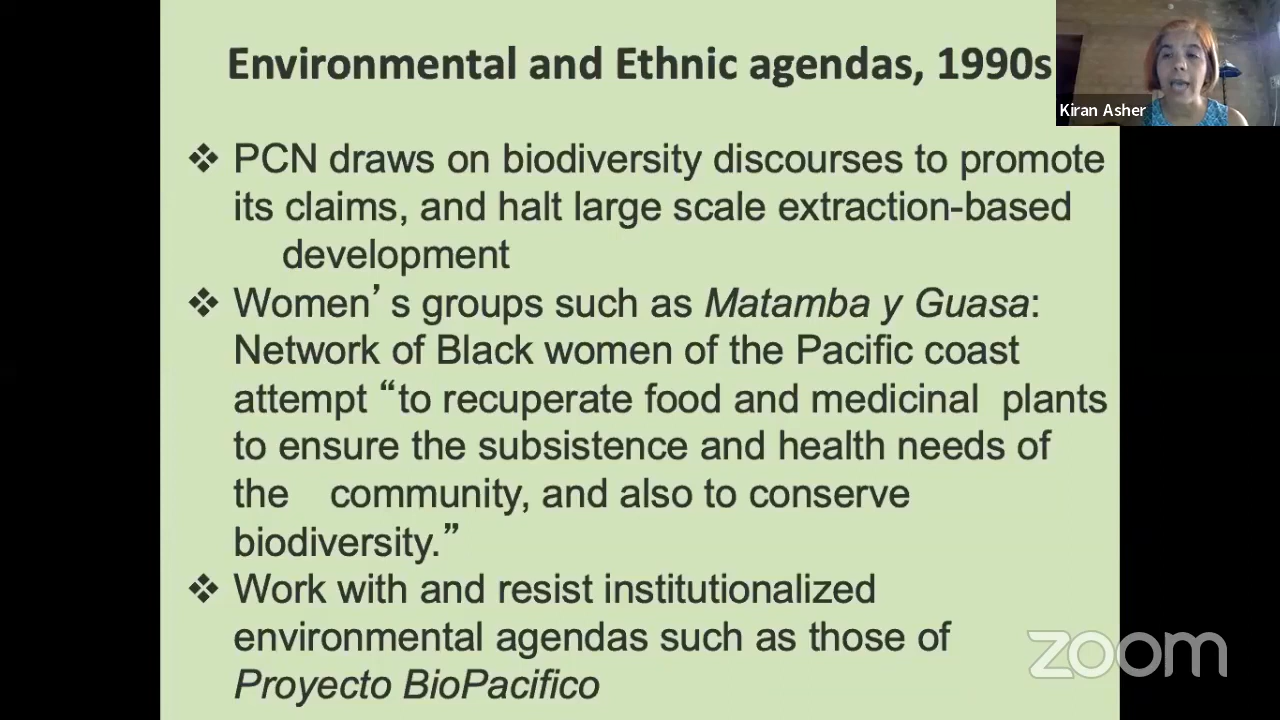 Environmental and Ethnic agendas, 1990s
Kiran Asher
❖ PCN draws on biodiversity discourses to promote
its claims, and halt large scale extraction-based
development
❖ Women’s groups such as Matamba y Guasa:
Network of Black women of the Pacific coast
attempt “to recuperate food and medicinal plants
to ensure the subsistence and health needs of
the community, and also to conserve
biodiversity.”
❖ Work with and resist institutionalized
environmental agendas such as those of
Proyecto BioPacifico
zoom